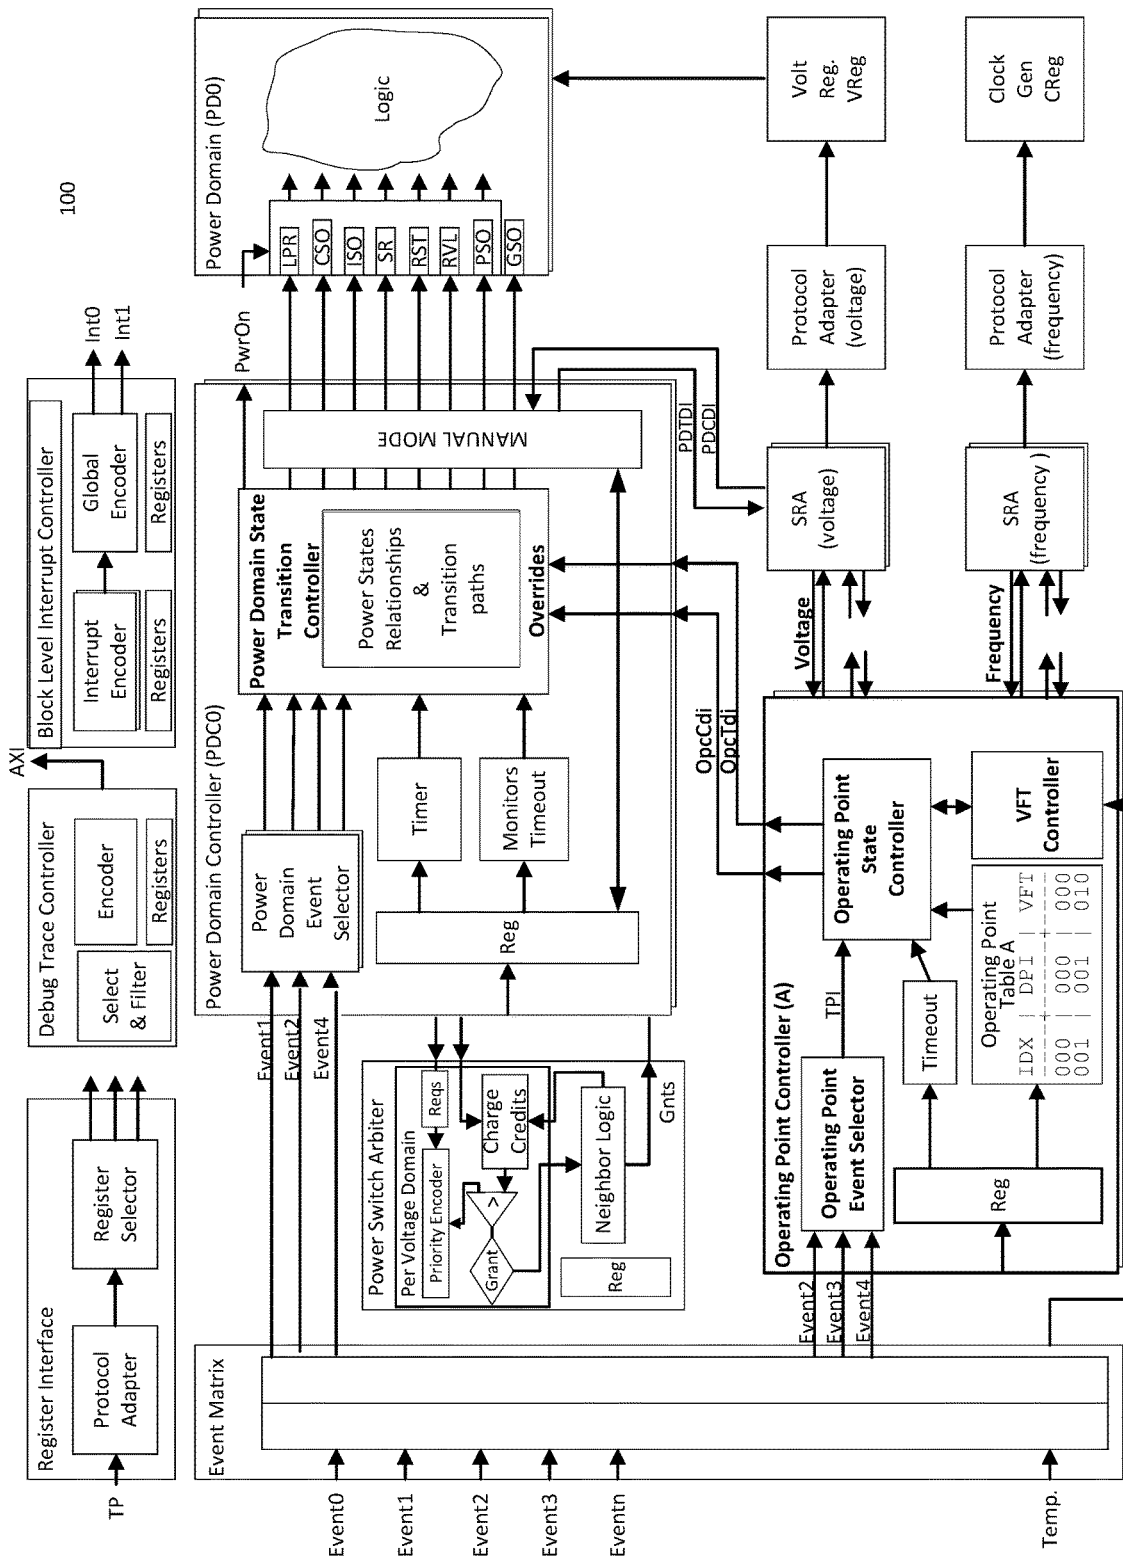 100
TP
Register Interface
Protocol
Adapter
Register
Selector
Debug Trace Controller
Select
& Filter
Encoder
Registers
AXI
Block Level Interrupt Controller
Interrupt
Encoder
Registers
Global
Encoder
Registers
Int0
Int1
Event0
Event1
Event2
Event3
Eventn
Temp.
Event Matrix
Event1
Event2
Event4
Power Switch Arbiter
Per Voltage Domain
Priority Encoder
Reqs
Grant
>
Charge
Credits
Neighbor Logic
Reg
Gnts
Power Domain Controller (PDC0)
Power
Domain
Event
Selector
Reg
Timer
Monitors
Timeout
Power Domain State
Transition
Controller
Power States
Relationships
&
Transition
paths
Overrides
MANUAL MODE
PwrOn
Power Domain (PD0)
LPR
CSO
ISO
SR
RST
RVL
PSO
GSO
Logic
OpcCdi
OpcTdi
PDTDI
PDCDI
Event2
Event3
Event4
Operating Point Controller (A)
Operating Point
Event Selector
TPI
Reg
Timeout
Operating Point
Table A
IDX | DPI | VFT
000 | 000 | 000
001 | 001 | 010
Operating Point
State
Controller
VFT
Controller
Voltage
Frequency
SRA
(voltage)
SRA
(frequency )
Protocol
Adapter
(voltage)
Protocol
Adapter
(frequency)
Volt
Reg.
VReg
Clock
Gen
CReg